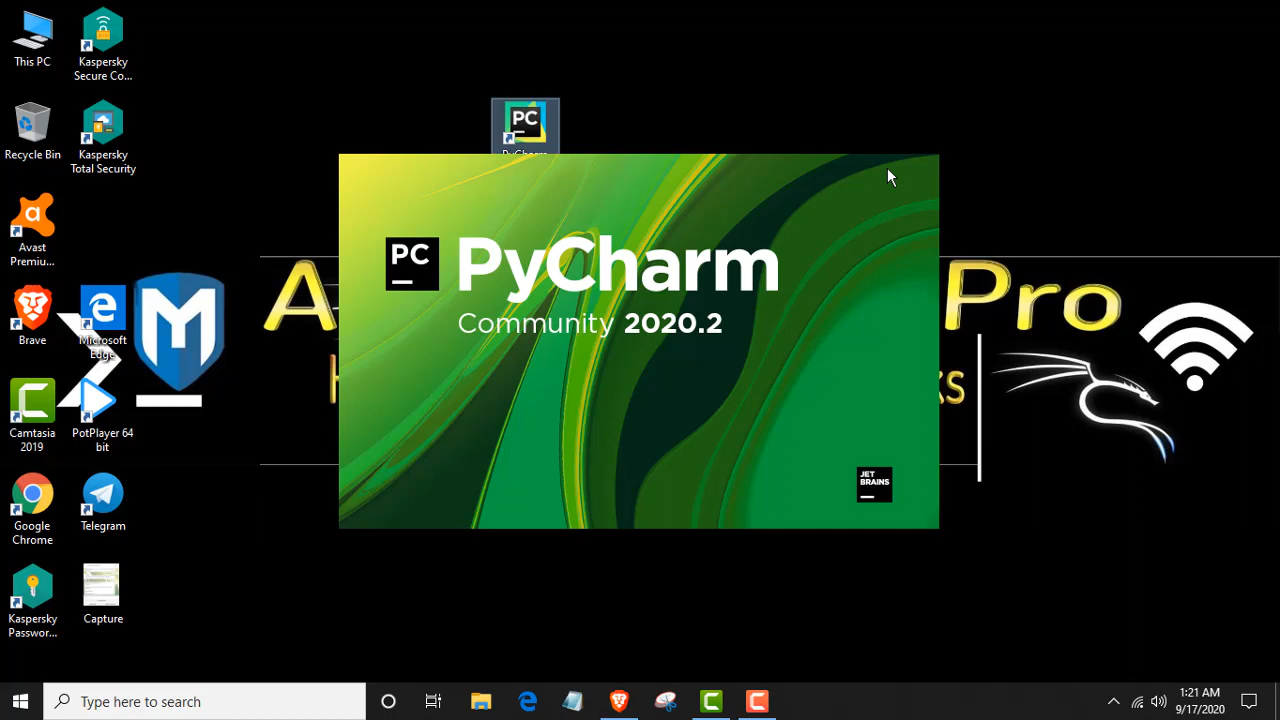 This PC
Kaspersky
Secure Co...
Recycle Bin
Kaspersky
Total Security
Avast
Premiu...
Brave
Microsoft
Edge
Camtasia
2019
PotPlayer 64
bit
Google
Chrome
Telegram
Kaspersky
Passwor...
Capture
PC
PyCharm
PC
PyCharm
Community 2020.2
JET
BRAINS
A
Pro
M
Type here to search
1:21 AM
9/17/2020